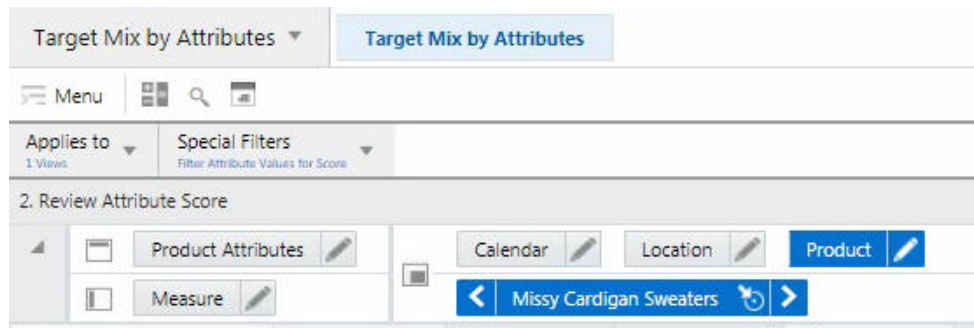 Target Mix by Attributes Target Mix by Attributes
Menu
Applies to Special Filters
1 Views Filter Attribute Values for Score
2. Review Attribute Score
Product Attributes Calendar Location Product
Measure Missy Cardigan Sweaters